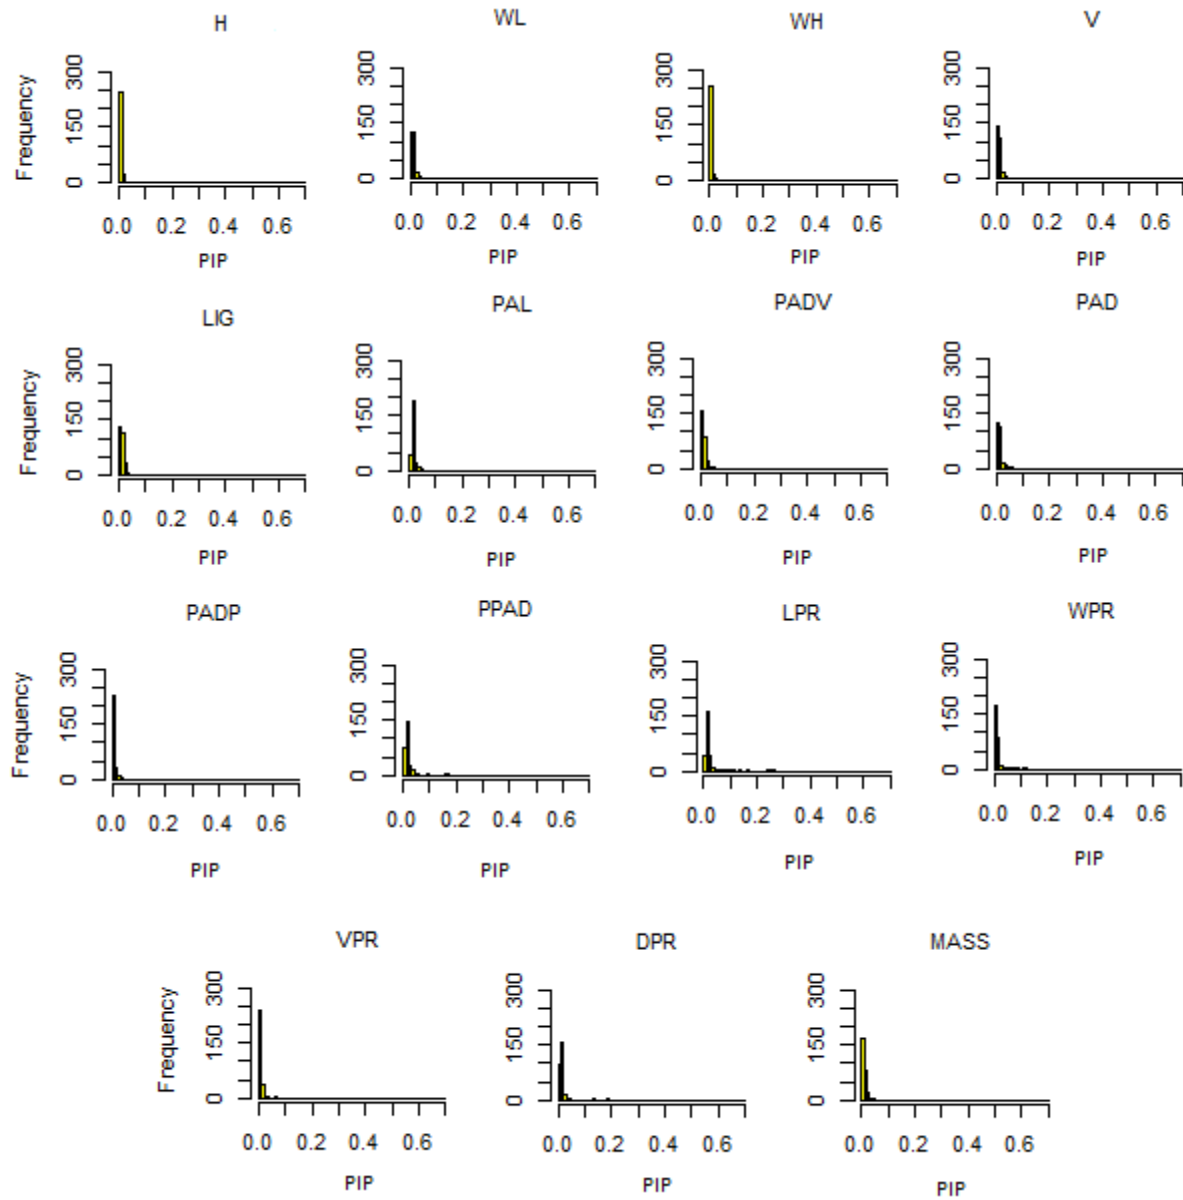 H WL WH V
Frequency 300 150 0 300 150 0 300 150 0 300 150 0
0.0 0.2 0.4 0.6 0.0 0.2 0.4 0.6 0.0 0.2 0.4 0.6 0.0 0.2 0.4 0.6
PIP PIP PIP PIP
LIG PAL PADV PAD
Frequency 300 150 0 300 150 0 300 150 0 300 150 0
0.0 0.2 0.4 0.6 0.0 0.2 0.4 0.6 0.0 0.2 0.4 0.6 0.0 0.2 0.4 0.6
PIP PIP PIP PIP
PADP PPAD LPR WPR
Frequency 300 150 0 300 150 0 300 150 0 300 150 0
0.0 0.2 0.4 0.6 0.0 0.2 0.4 0.6 0.0 0.2 0.4 0.6 0.0 0.2 0.4 0.6
PIP PIP PIP PIP
VPR DPR MASS
Frequency 300 150 0 300 150 0 300 150 0
0.0 0.2 0.4 0.6 0.0 0.2 0.4 0.6 0.0 0.2 0.4 0.6
PIP PIP PIP